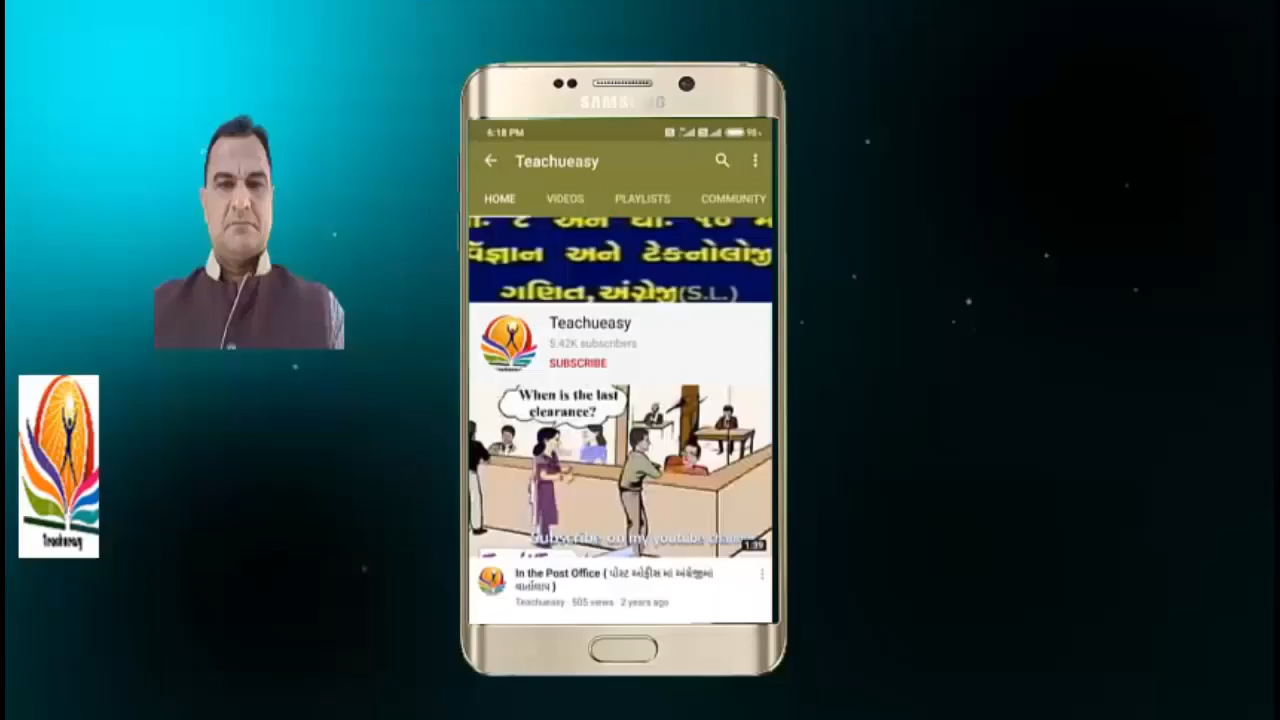 SAMSUNG
6:18 PM
Teachueasy
HOME VIDEOS PLAYLISTS COMMUNITY
અને
વિજ્ઞાન અને ટેકનોલોજી
ગણિત, અંગ્રેજી(S.L.)
Teachueasy
5.42K subscribers
SUBSCRIBE
When is the last
clearance?
Subscribe on my youtube
1:39
In the Post Office ( પોસ્ટ ઓફીસ માં અંગ્રેજીમાં
વાર્તાલાપ )
Teachueasy · 505 views · 2 years ago
Teachueasy